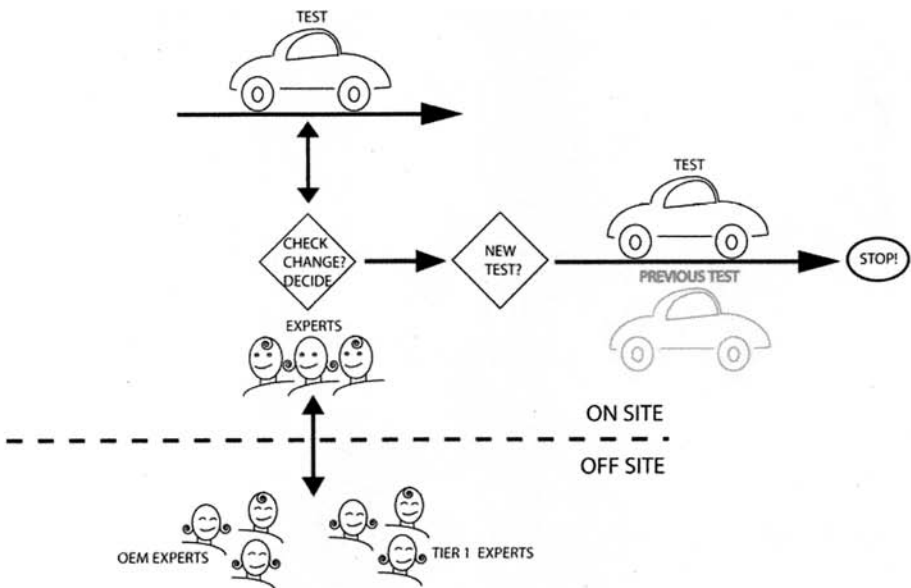 TEST
TEST
CHECK
CHANGE?
DECIDE
NEW
TEST?
STOP!
PREVIOUS TEST
EXPERTS
ON SITE
OFF SITE
OEM EXPERTS
TIER 1 EXPERTS